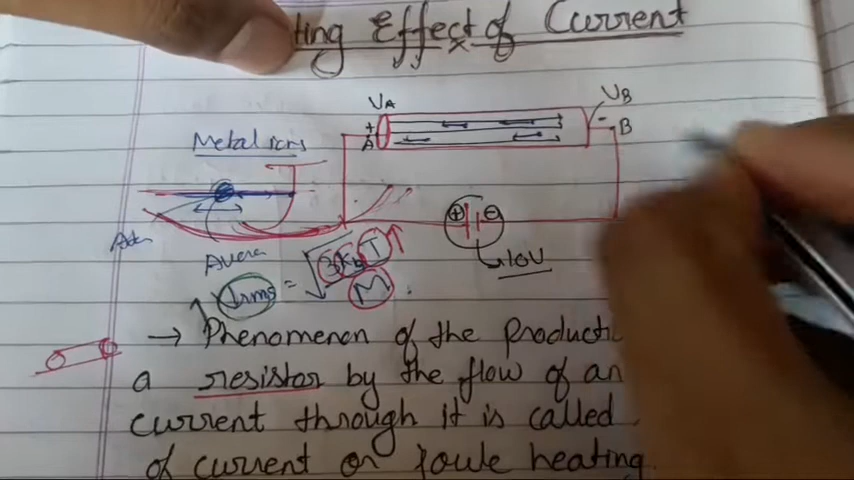 ting Effect of Current
VA
VB
+
-
A
B
Metal ions
+ -
10V
Vrms = √3KbT
M
→ Phenomenon of the producti
a resistor by the flow of an
current through it is called
of current or joule heating.